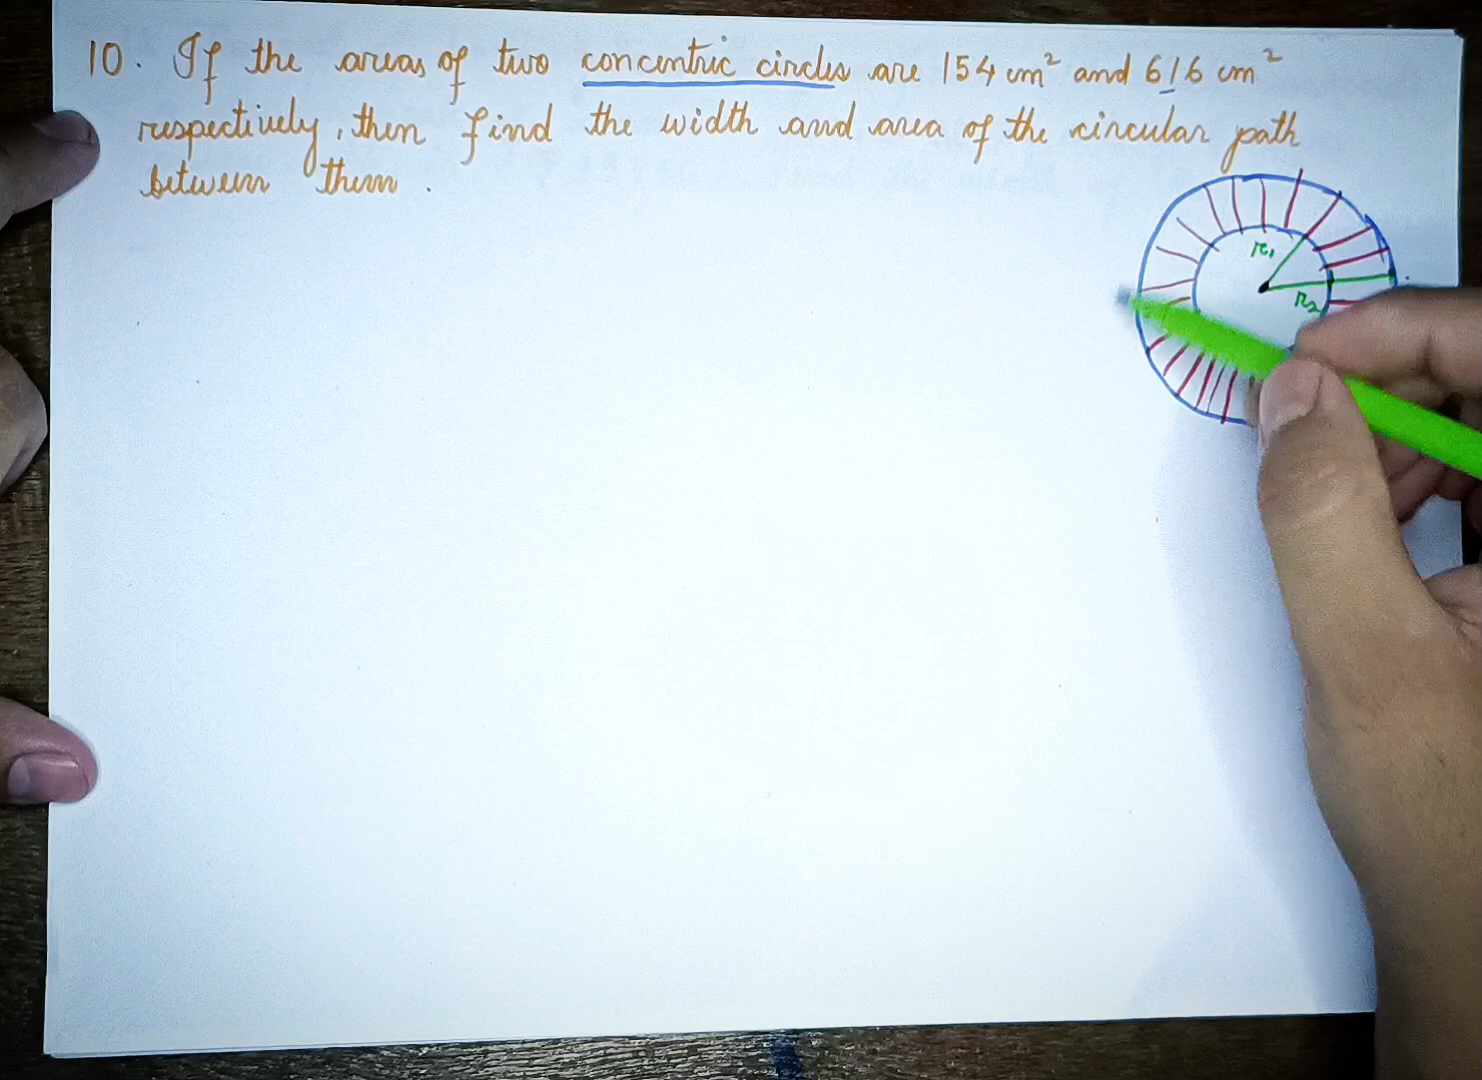 10. If the areas of two concentric circles are 154 cm² and 616 cm²
respectively, then find the width and area of the circular path
between them.
r₁
r₂